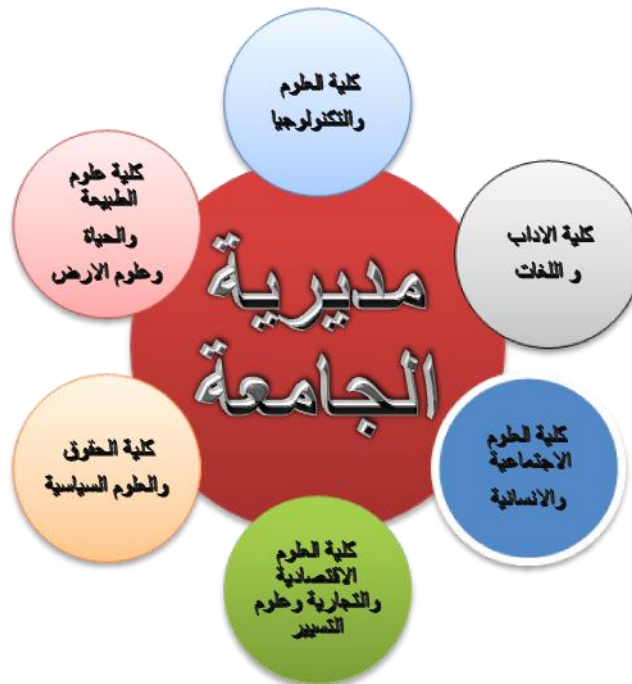 كلية العلوم
والتكنولوجيا
كلية الاداب
و اللغات
كلية العلوم
الاجتماعية
والانسانية
كلية العلوم
الاقتصادية
والتجارية وعلوم
التسيير
كلية الحقوق
والعلوم السياسية
كلية علوم
الطبيعة
والحياة
وعلوم الارض
مديرية
الجامعة